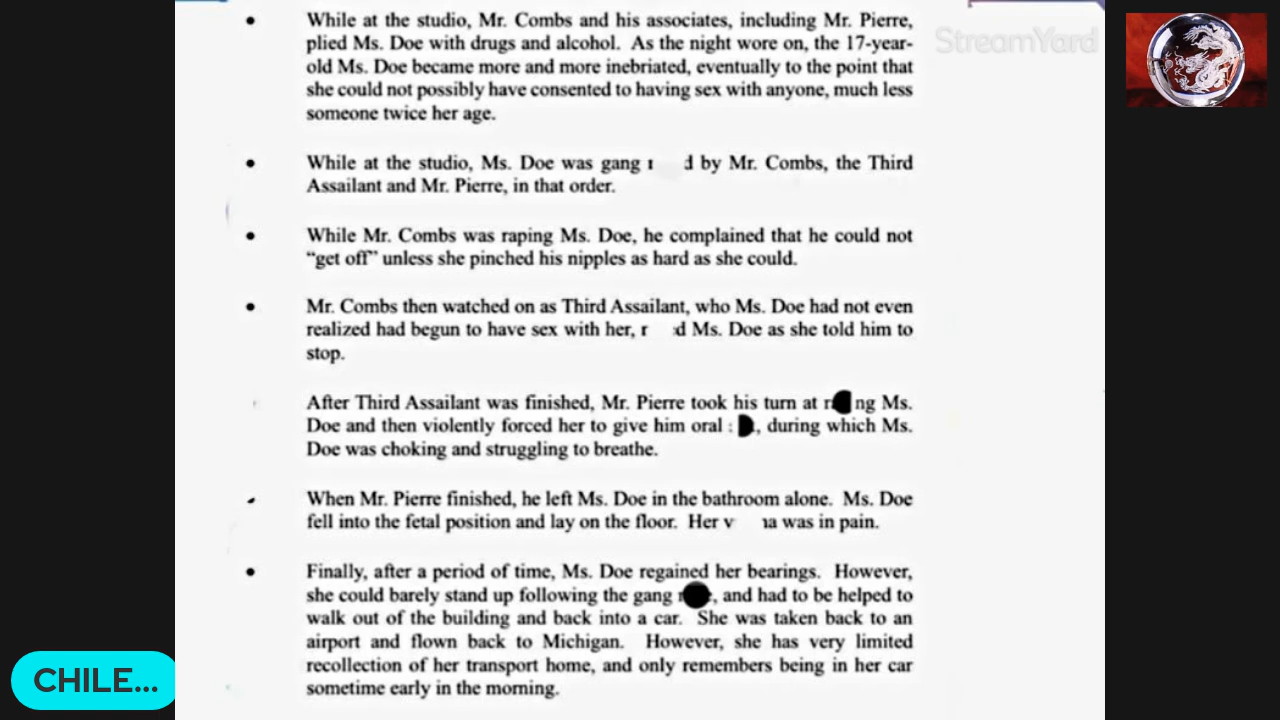 While at the studio, Mr. Combs and his associates, including Mr. Pierre,
StreamYard
plied Ms. Doe with drugs and alcohol. As the night wore on, the 17-year-
old Ms. Doe became more and more inebriated, eventually to the point that
she could not possibly have consented to having sex with anyone, much less
someone twice her age.
While at the studio, Ms. Doe was gang r d by Mr. Combs, the Third
Assailant and Mr. Pierre, in that order.
While Mr. Combs was raping Ms. Doe, he complained that he could not
“get off” unless she pinched his nipples as hard as she could.
Mr. Combs then watched on as Third Assailant, who Ms. Doe had not even
realized had begun to have sex with her, r d Ms. Doe as she told him to
stop.
After Third Assailant was finished, Mr. Pierre took his turn at r ng Ms.
Doe and then violently forced her to give him oral , during which Ms.
Doe was choking and struggling to breathe.
When Mr. Pierre finished, he left Ms. Doe in the bathroom alone. Ms. Doe
fell into the fetal position and lay on the floor. Her v na was in pain.
Finally, after a period of time, Ms. Doe regained her bearings. However,
she could barely stand up following the gang , and had to be helped to
walk out of the building and back into a car. She was taken back to an
airport and flown back to Michigan. However, she has very limited
recollection of her transport home, and only remembers being in her car
sometime early in the morning.
CHILE...